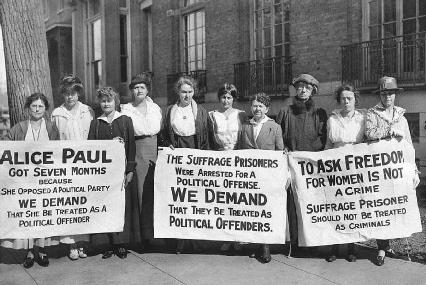 ALICE PAUL
GOT SEVEN MONTHS
BECAUSE
SHE OPPOSED A POLITICAL PARTY
WE DEMAND
THAT SHE BE TREATED AS A
POLITICAL OFFENDER
THE SUFFRAGE PRISONERS
WERE ARRESTED FOR A
POLITICAL OFFENSE.
WE DEMAND
THAT THEY BE TREATED AS
POLITICAL OFFENDERS.
TO ASK FREEDOM
FOR WOMEN IS NOT
A CRIME
SUFFRAGE PRISONERS
SHOULD NOT BE TREATED
AS CRIMINALS